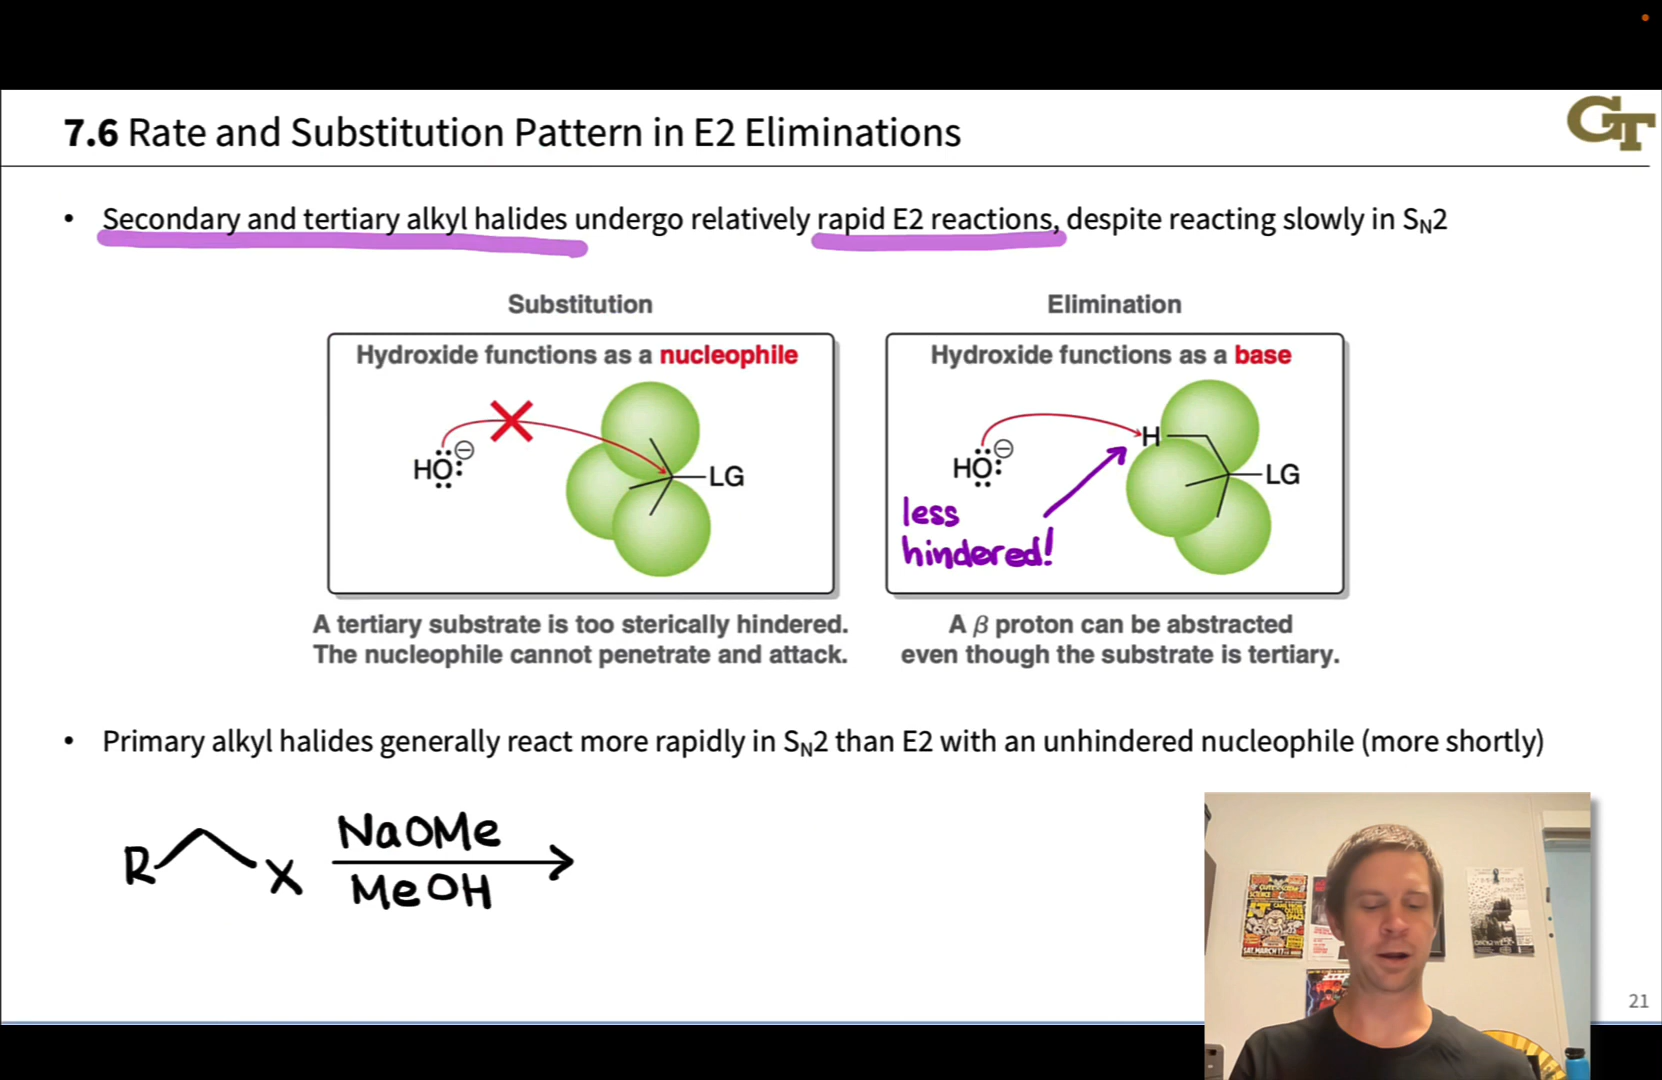 7.6 Rate and Substitution Pattern in E2 Eliminations
GT
• Secondary and tertiary alkyl halides undergo relatively rapid E2 reactions, despite reacting slowly in SN2
Substitution
Hydroxide functions as a nucleophile
HO:⊖
LG
A tertiary substrate is too sterically hindered.
The nucleophile cannot penetrate and attack.
Elimination
Hydroxide functions as a base
HO:⊖
H
LG
less
hindered!
A β proton can be abstracted
even though the substrate is tertiary.
• Primary alkyl halides generally react more rapidly in SN2 than E2 with an unhindered nucleophile (more shortly)
R
X
NaOMe
MeOH
21